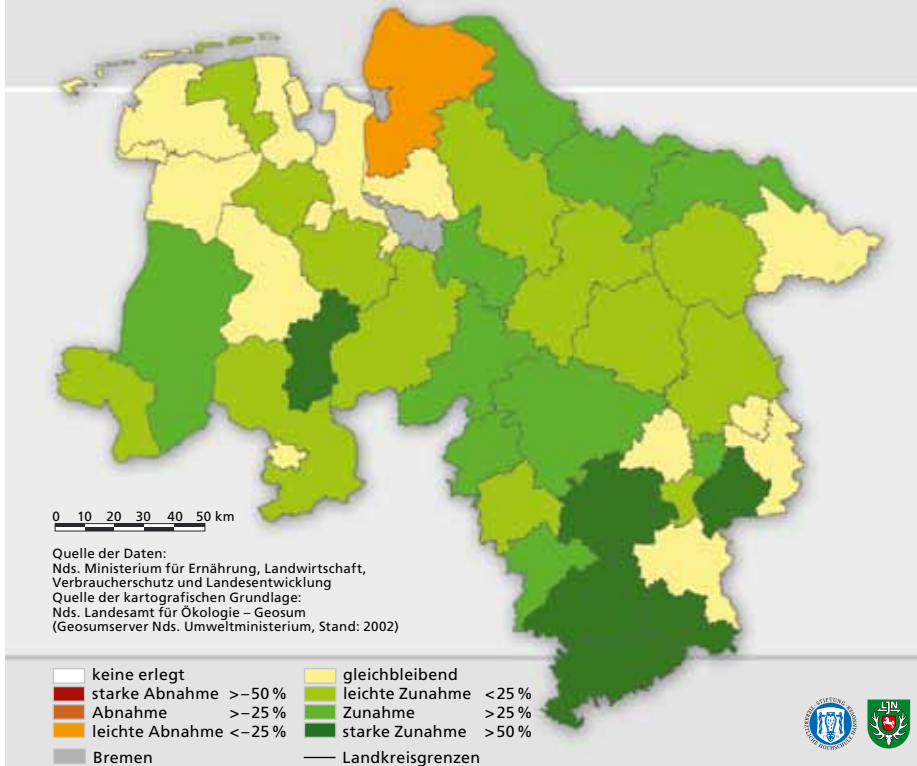 0 10 20 30 40 50 km
Quelle der Daten:
Nds. Ministerium für Ernährung, Landwirtschaft,
Verbraucherschutz und Landesentwicklung
Quelle der kartografischen Grundlage:
Nds. Landesamt für Ökologie – Geosum
(Geosumserver Nds. Umweltministerium, Stand: 2002)
keine erlegt
starke Abnahme >–50 %
Abnahme >–25 %
leichte Abnahme <–25 %
Bremen
gleichbleibend
leichte Zunahme <25 %
Zunahme >25 %
starke Zunahme >50 %
Landkreisgrenzen
LJN